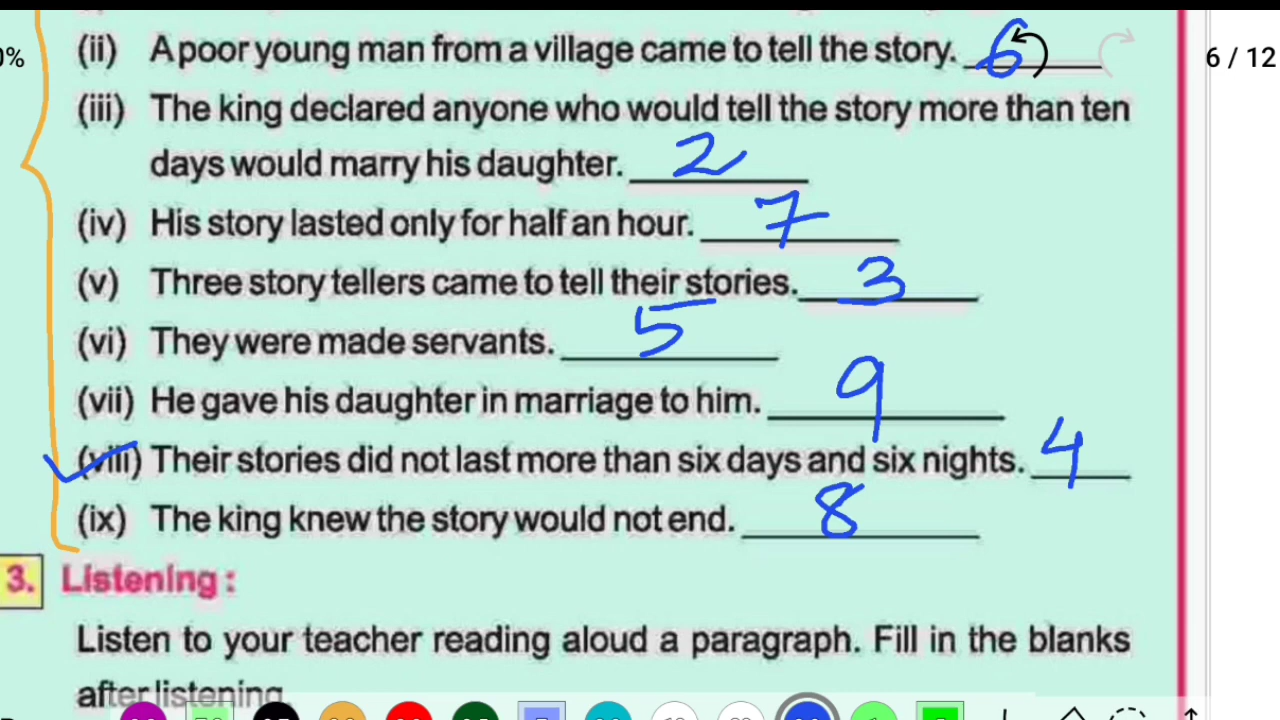 (ii) A poor young man from a village came to tell the story. 6
6 / 12
0%
(iii) The king declared anyone who would tell the story more than ten
days would marry his daughter. 2
(iv) His story lasted only for half an hour. 7
(v) Three story tellers came to tell their stories. 3
(vi) They were made servants. 5
(vii) He gave his daughter in marriage to him. 9
(viii) Their stories did not last more than six days and six nights. 4
(ix) The king knew the story would not end. 8
3. Listening :
Listen to your teacher reading aloud a paragraph. Fill in the blanks
after listening